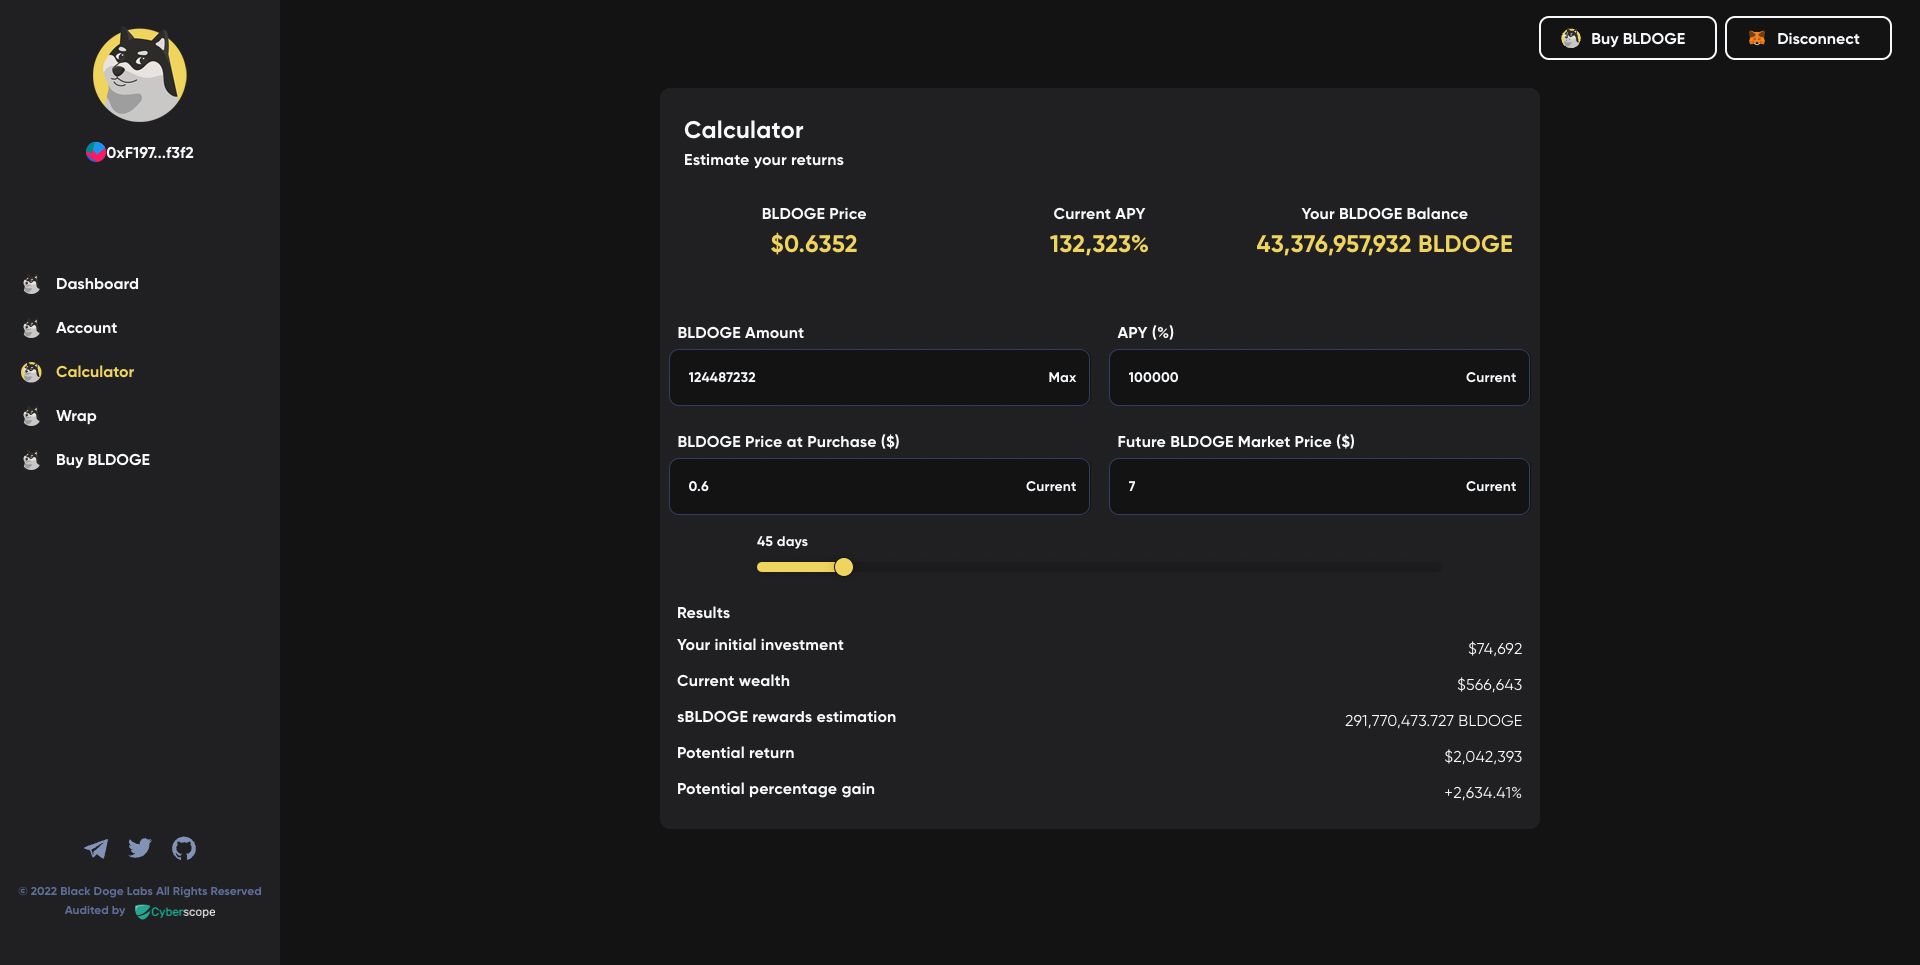 Buy BLDOGE
Disconnect
0xF197...f3f2
Dashboard
Account
Calculator
Wrap
Buy BLDOGE
© 2022 Black Doge Labs All Rights Reserved
Audited by Cyberscope
Calculator
Estimate your returns
BLDOGE Price
$0.6352
Current APY
132,323%
Your BLDOGE Balance
43,376,957,932 BLDOGE
BLDOGE Amount
124487232 Max
APY (%)
100000 Current
BLDOGE Price at Purchase ($)
0.6 Current
Future BLDOGE Market Price ($)
7 Current
45 days
Results
Your initial investment $74,692
Current wealth $566,643
sBLDOGE rewards estimation 291,770,473.727 BLDOGE
Potential return $2,042,393
Potential percentage gain +2,634.41%